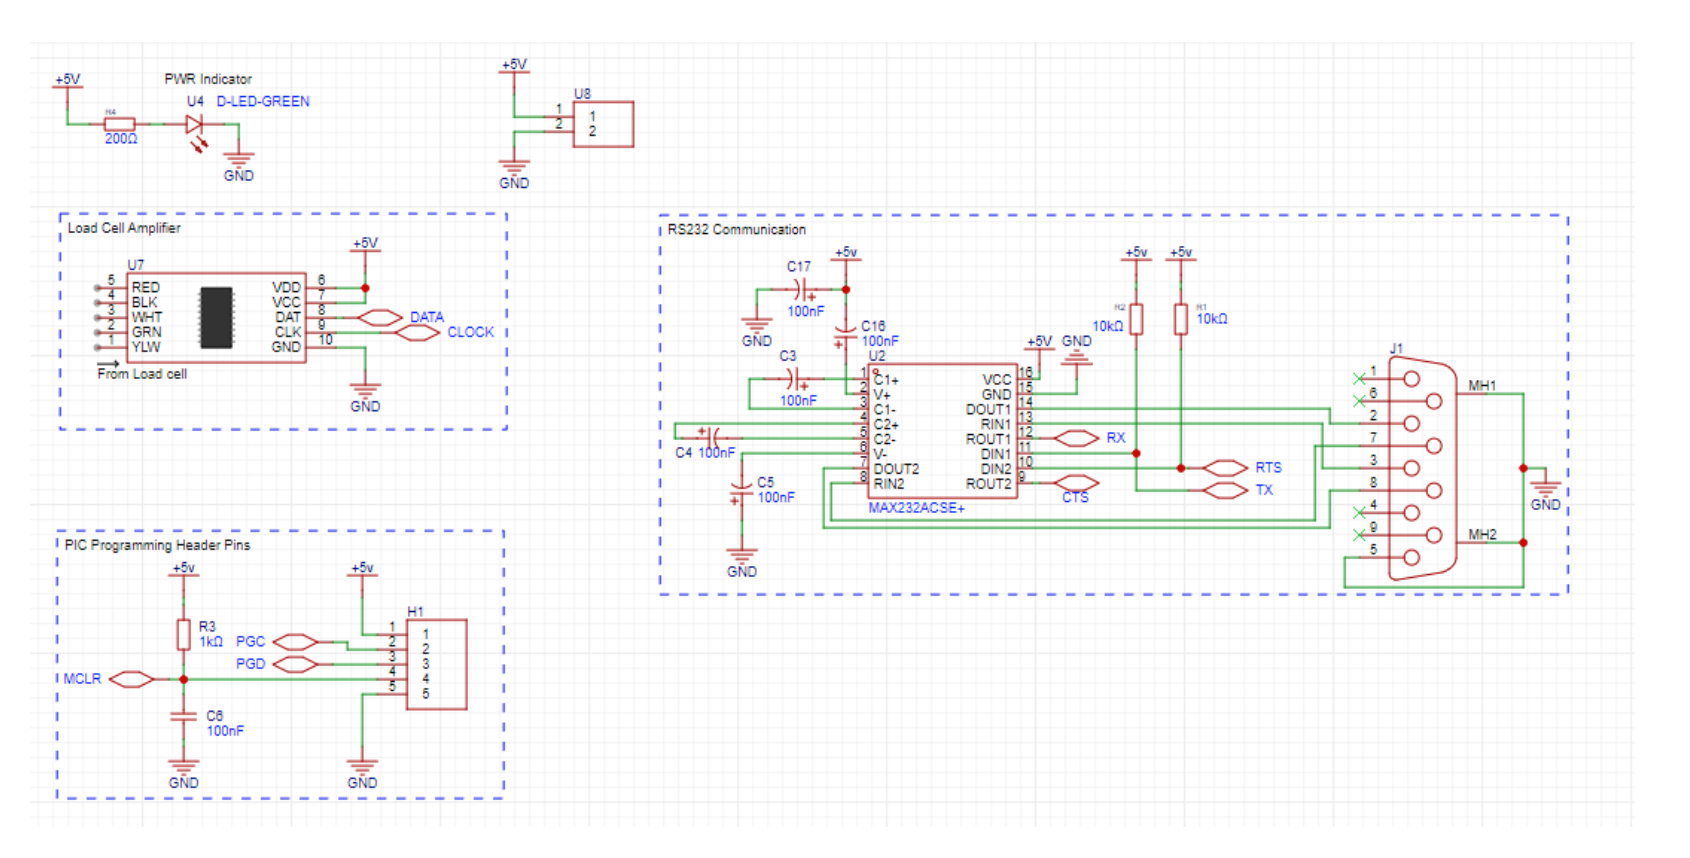 +5V
PWR Indicator
U4 D-LED-GREEN
R4
200Ω
GND
+5V
U8
1 1
2 2
GND
Load Cell Amplifier
+5V
U7
5 RED VDD 6
4 BLK VCC 7
3 WHT DAT 8 DATA
2 GRN CLK 9 CLOCK
1 YLW GND 10
From Load cell
GND
RS232 Communication
+5v
+5v
+5v
C17
100nF
GND
C16
100nF
R2
10kΩ
R1
10kΩ
+5V
GND
C3
100nF
U2
1 C1+ VCC 16
2 V+ GND 15
3 C1- DOUT1 14
4 C2+ RIN1 13
5 C2- ROUT1 12 RX
6 V- DIN1 11
7 DOUT2 DIN2 10 RTS
8 RIN2 ROUT2 9 CTS
TX
C4 100nF
C5
100nF
MAX232ACSE+
GND
J1
1
6
2
7
3
8
4
9
5
MH1
MH2
GND
PIC Programming Header Pins
+5v
+5v
H1
R3
1kΩ
PGC
PGD
MCLR
1 1
2 2
3 3
4 4
5 5
C6
100nF
GND
GND